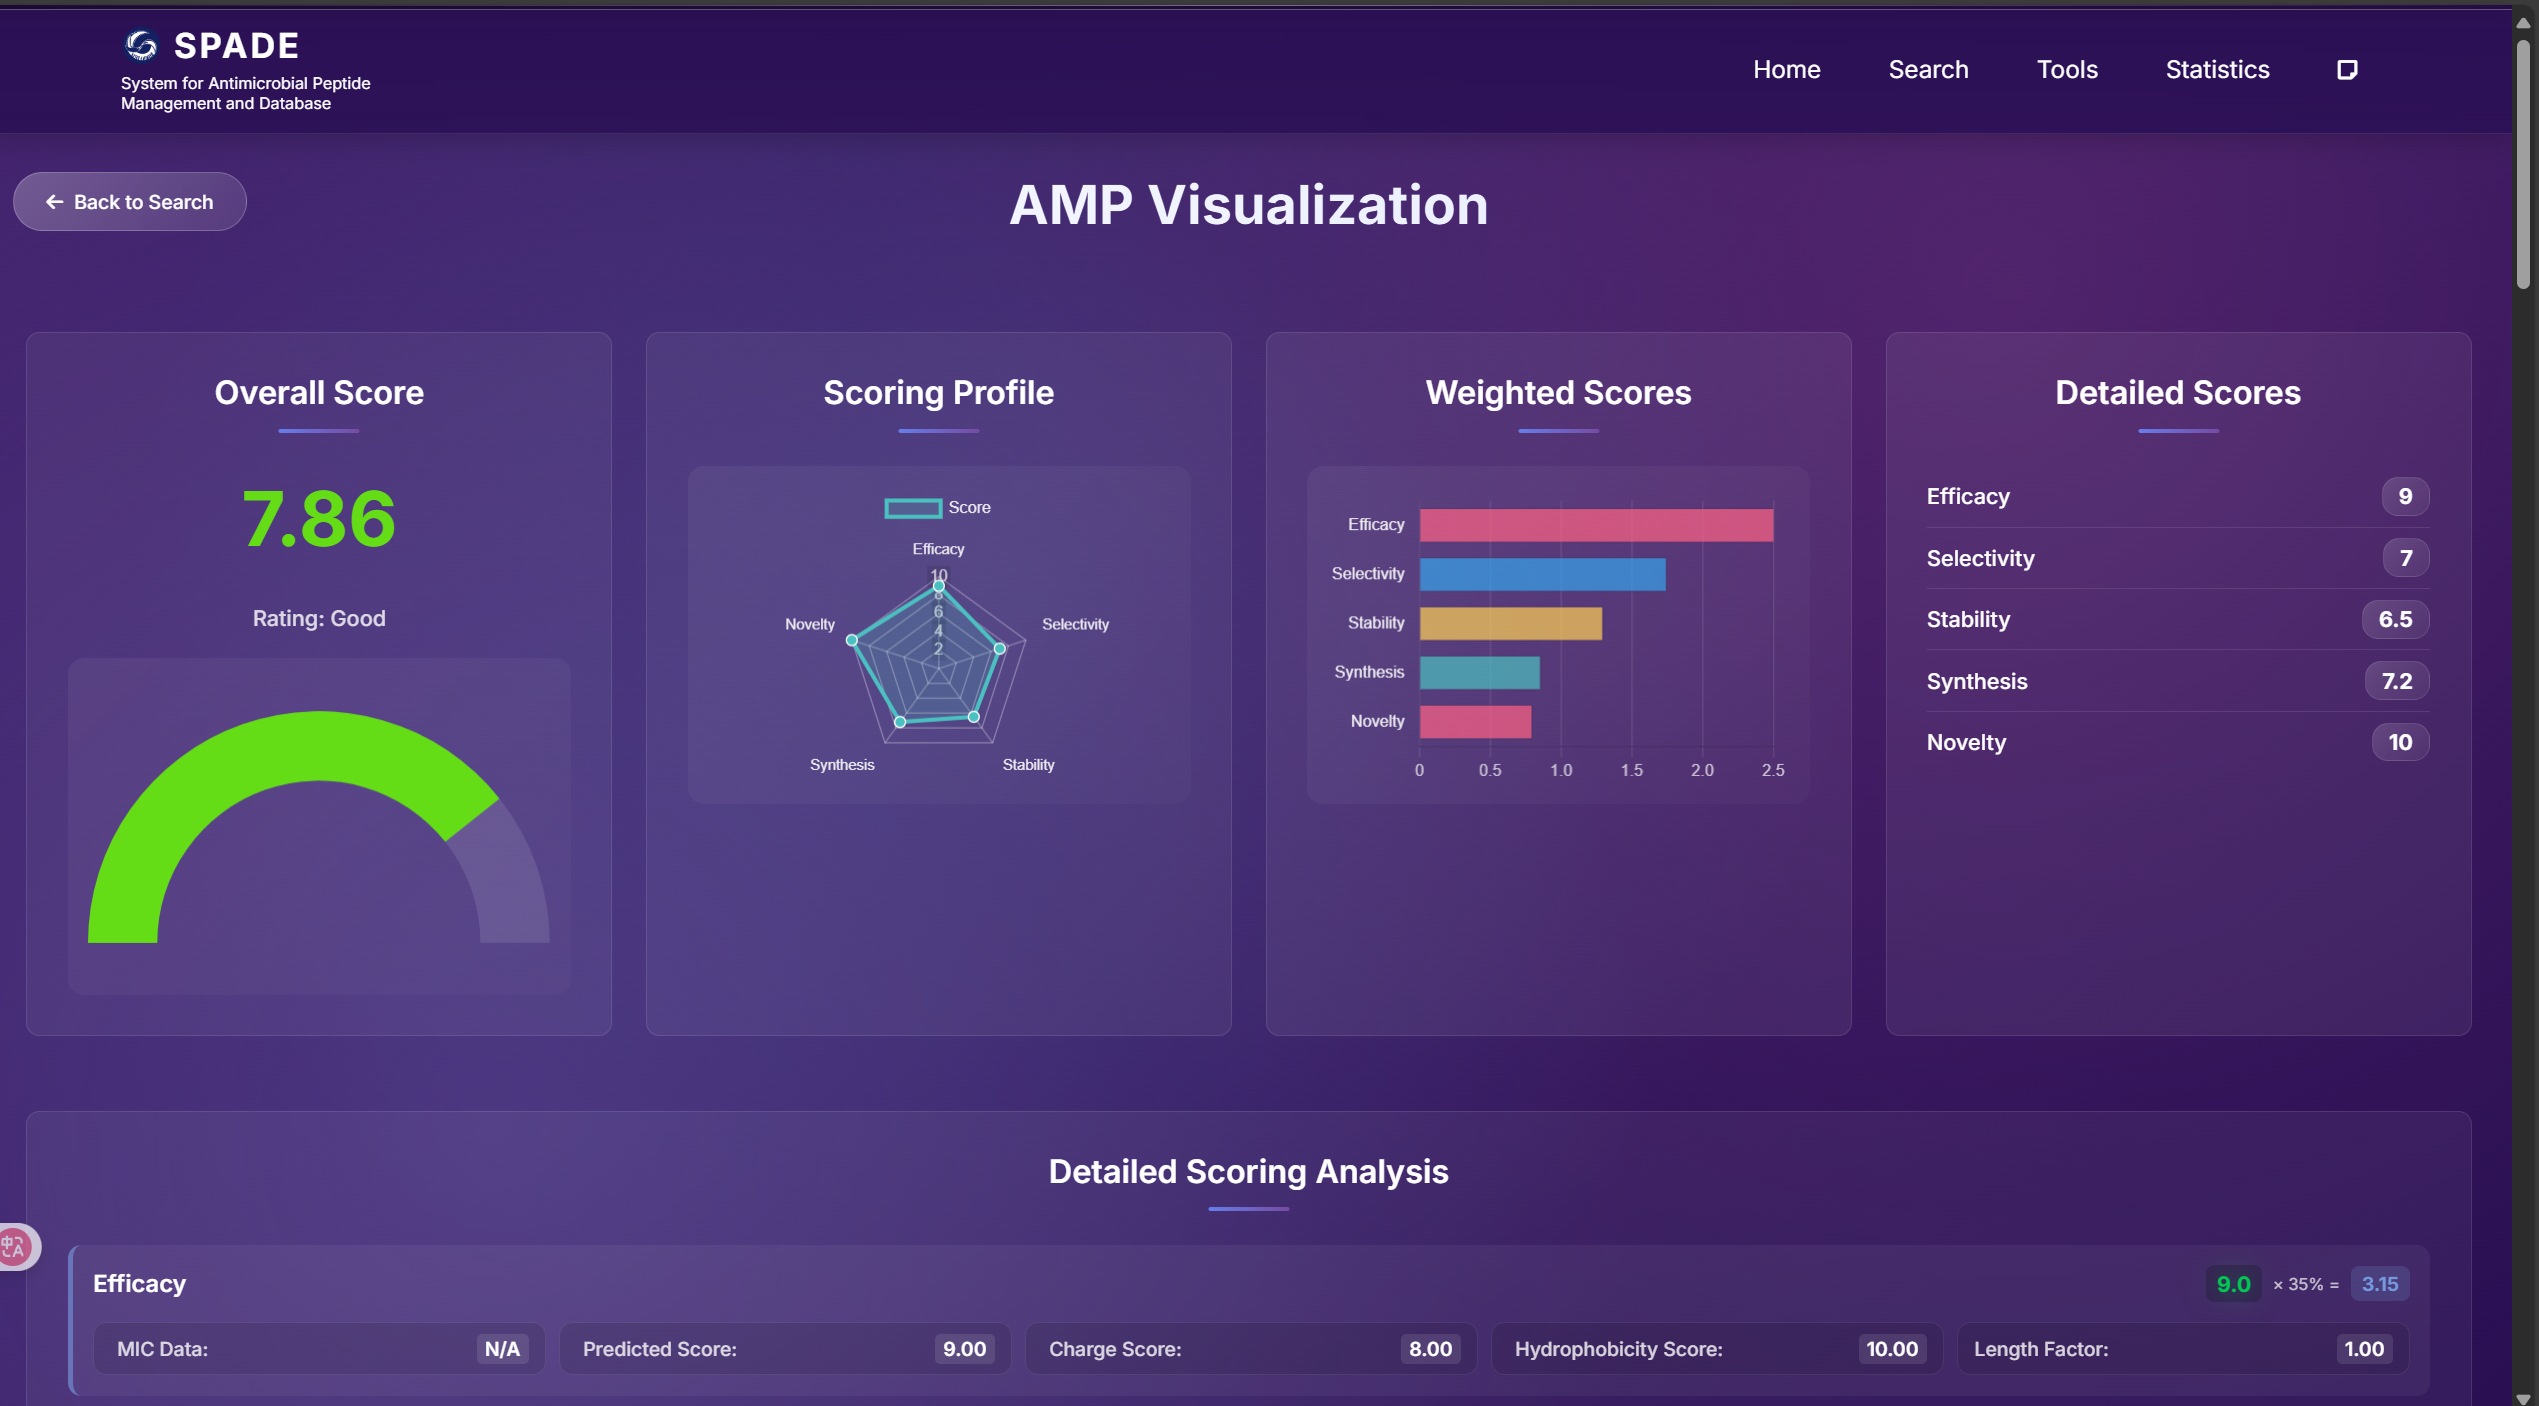 SPADE
System for Antimicrobial Peptide
Management and Database
Home
Search
Tools
Statistics
← Back to Search
AMP Visualization
Overall Score
7.86
Rating: Good
Scoring Profile
Score
Efficacy
10
8
6
4
2
Novelty
Selectivity
Synthesis
Stability
Weighted Scores
Efficacy
Selectivity
Stability
Synthesis
Novelty
0 0.5 1.0 1.5 2.0 2.5
Detailed Scores
Efficacy 9
Selectivity 7
Stability 6.5
Synthesis 7.2
Novelty 10
Detailed Scoring Analysis
Efficacy
9.0 × 35% = 3.15
MIC Data: N/A
Predicted Score: 9.00
Charge Score: 8.00
Hydrophobicity Score: 10.00
Length Factor: 1.00
中A